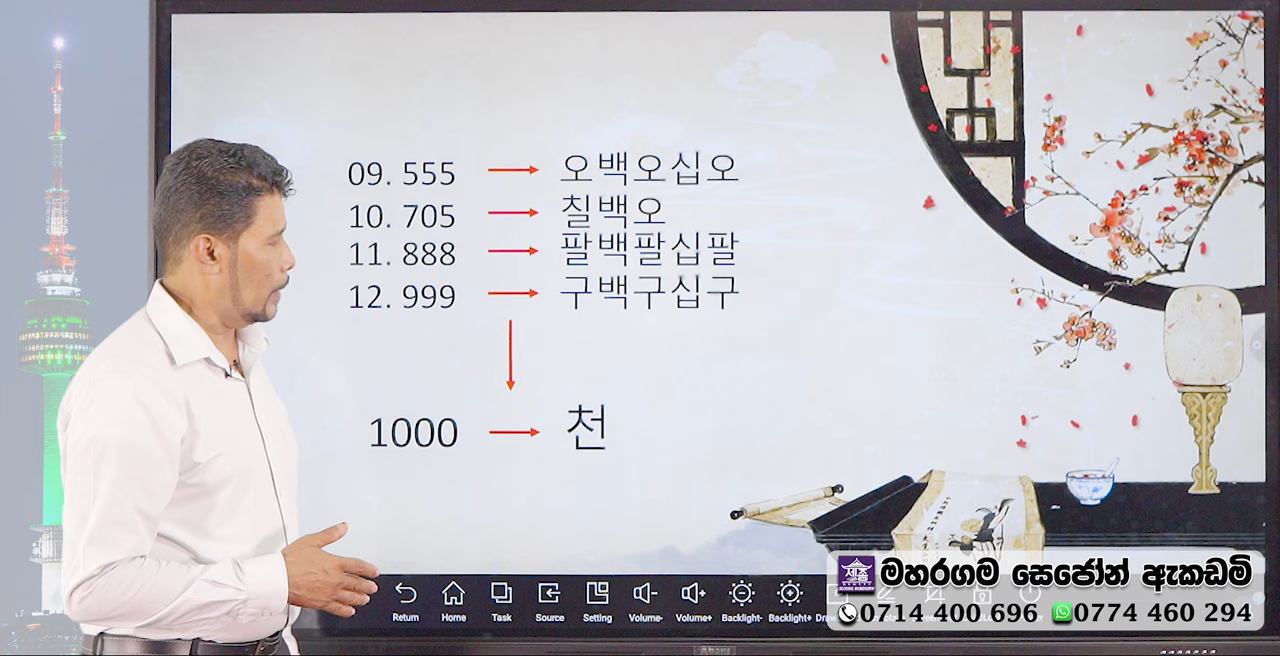 09. 555 → 오백오십오
10. 705 → 칠백오
11. 888 → 팔백팔십팔
12. 999 → 구백구십구
1000 → 천
세종
මහරගම සෙජෝන් ඇකඩමි
0714 400 696 0774 460 294
Return Home Task Source Setting Volume- Volume+ Backlight- Backlight+